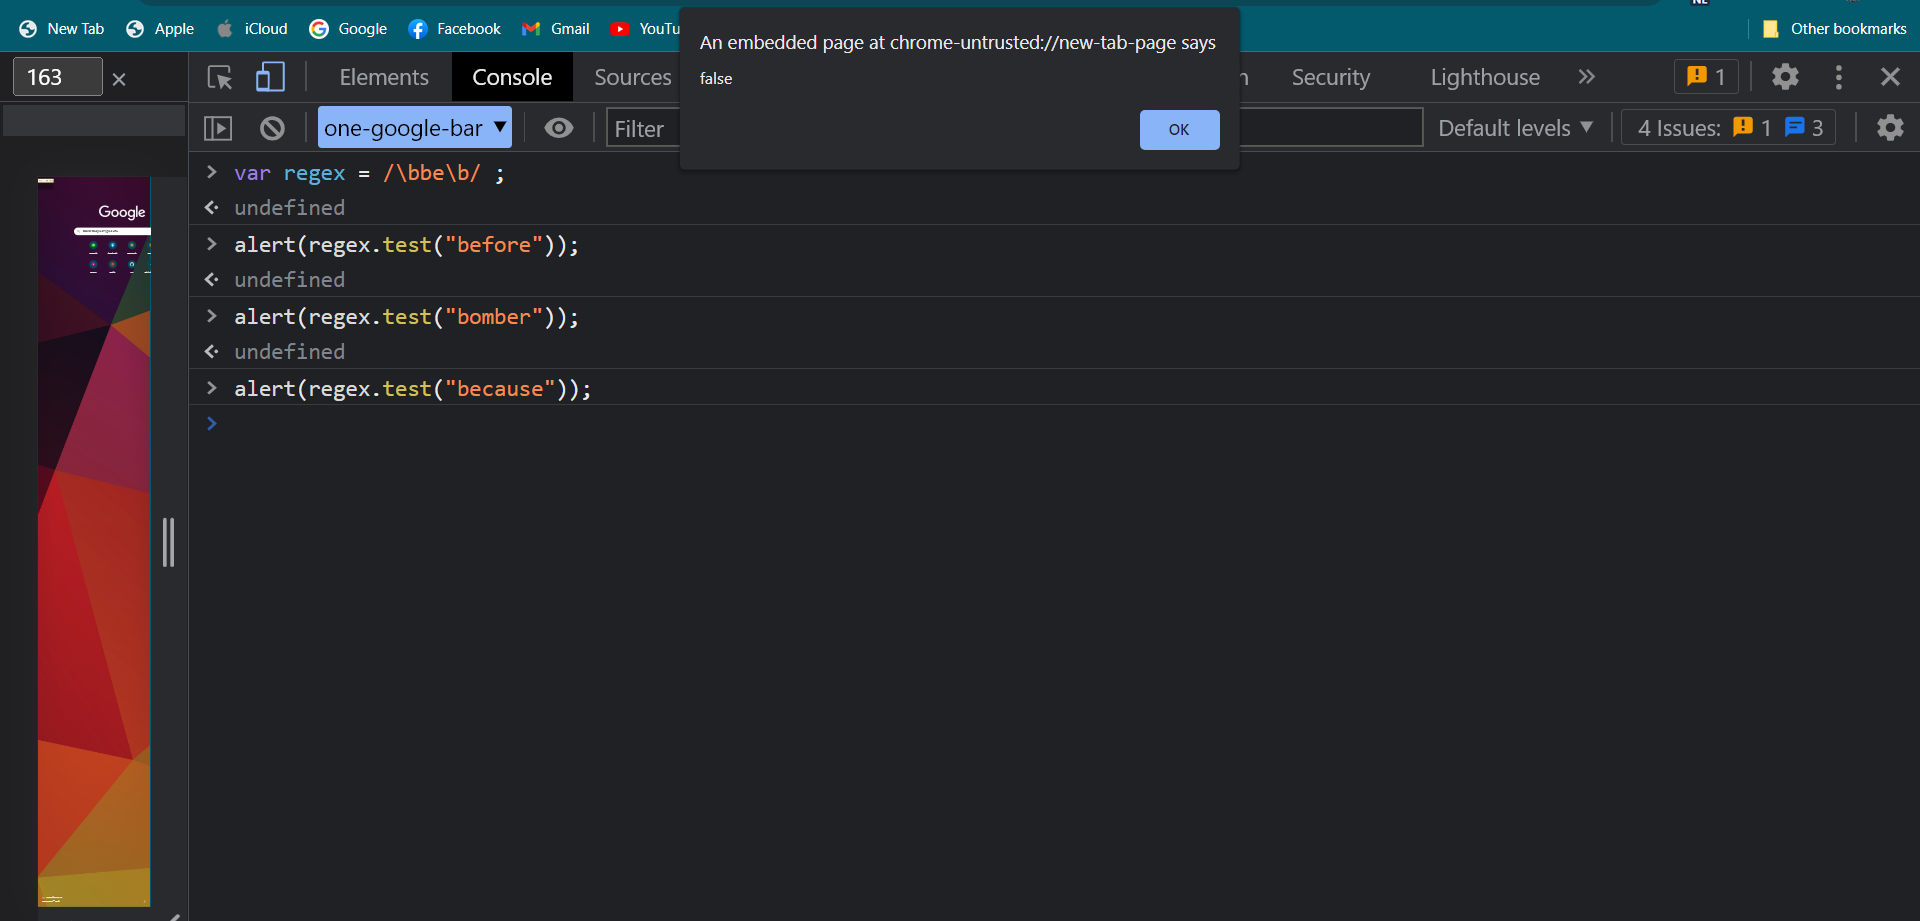 New Tab Apple iCloud Google Facebook Gmail YouTu Other bookmarks
An embedded page at chrome-untrusted://new-tab-page says
false
OK
163 ×
Elements Console Sources Security Lighthouse 1
one-google-bar Filter Default levels 4 Issues: 1 3
Google
> var regex = /\bbe\b/ ;
undefined
> alert(regex.test("before"));
undefined
> alert(regex.test("bomber"));
undefined
> alert(regex.test("because"));
>